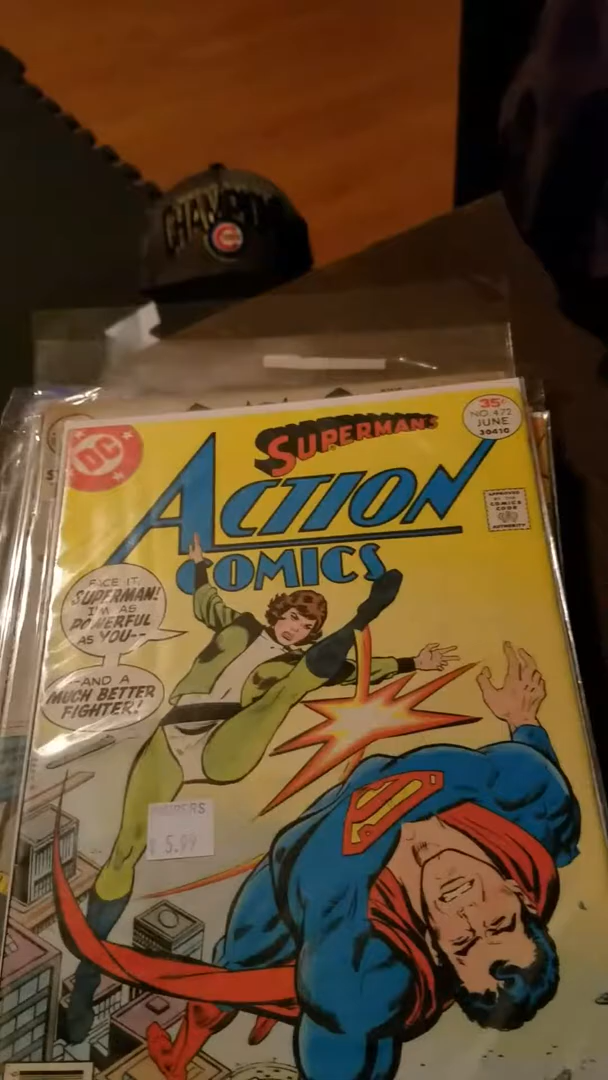 CHAMPIONS
C
DC
SUPERMAN'S
ACTION
COMICS
35¢
NO. 472
JUNE
30410
APPROVED
BY THE
COMICS
CODE
AUTHORITY
FACE IT,
SUPERMAN!
I'M AS
POWERFUL
AS YOU--
--AND A
MUCH BETTER
FIGHTER!
$5.99
S